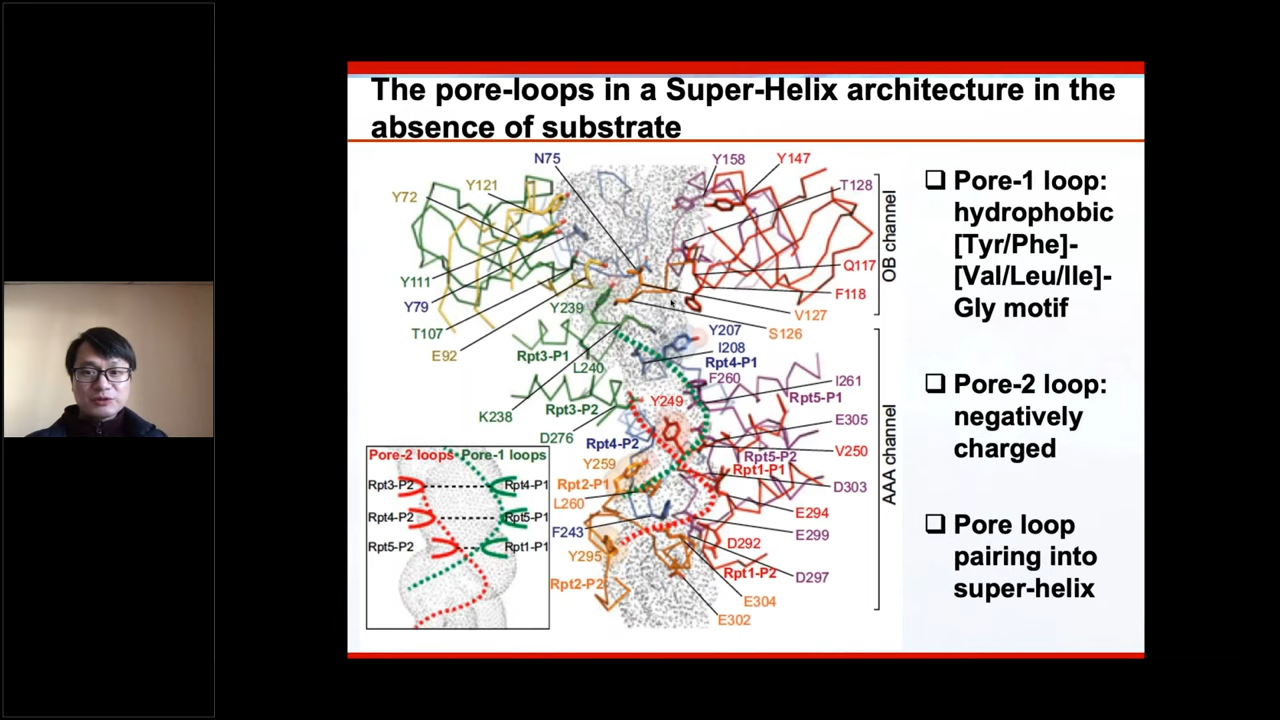 The pore-loops in a Super-Helix architecture in the
absence of substrate
N75
Y158
Y147
Y72
Y121
T128
OB channel
Y111
Q117
Y79
F118
Y239
V127
T107
S126
E92
Y207
I208
Rpt3-P1
Rpt4-P1
L240
F260
I261
Rpt5-P1
K238
Rpt3-P2
Y249
E305
D276
Rpt4-P2
V250
AAA channel
Rpt5-P2
Y259
Rpt1-P1
Rpt2-P1
D303
L260
E294
F243
E299
Y295
D292
Rpt1-P2
D297
Rpt2-P2
E304
E302
Pore-2 loops Pore-1 loops
Rpt3-P2 Rpt4-P1
Rpt4-P2 Rpt5-P1
Rpt5-P2 Rpt1-P1
Pore-1 loop:
hydrophobic
[Tyr/Phe]-
[Val/Leu/Ile]-
Gly motif
Pore-2 loop:
negatively
charged
Pore loop
pairing into
super-helix